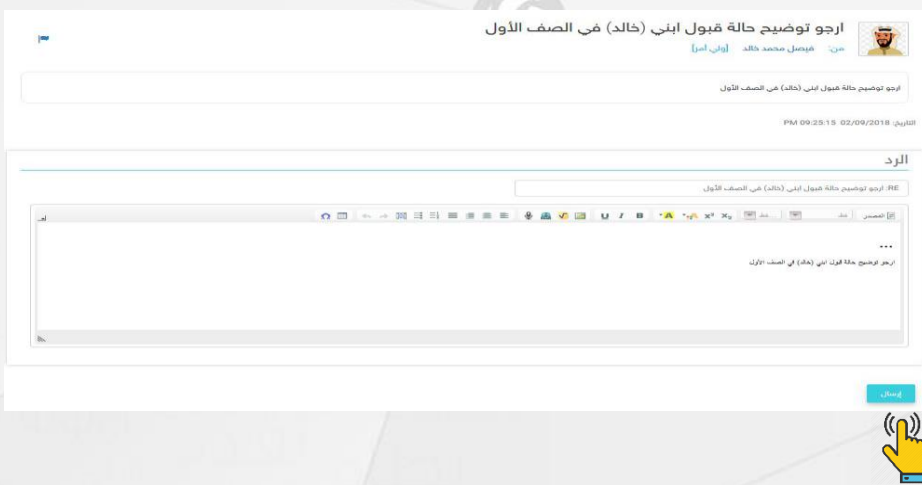 ارجو توضيح حالة قبول ابني (خالد) في الصف الأول
من: فيصل محمد خالد [ولي أمر]
ارجو توضيح حالة قبول ابني (خالد) في الصف الأول
التاريخ: 02/09/2018 09:25:15 PM
الرد
RE: ارجو توضيح حالة قبول ابني (خالد) في الصف الأول
المصدر
...
ارجو توضيح حالة قبول ابني (خالد) في الصف الأول
إرسال